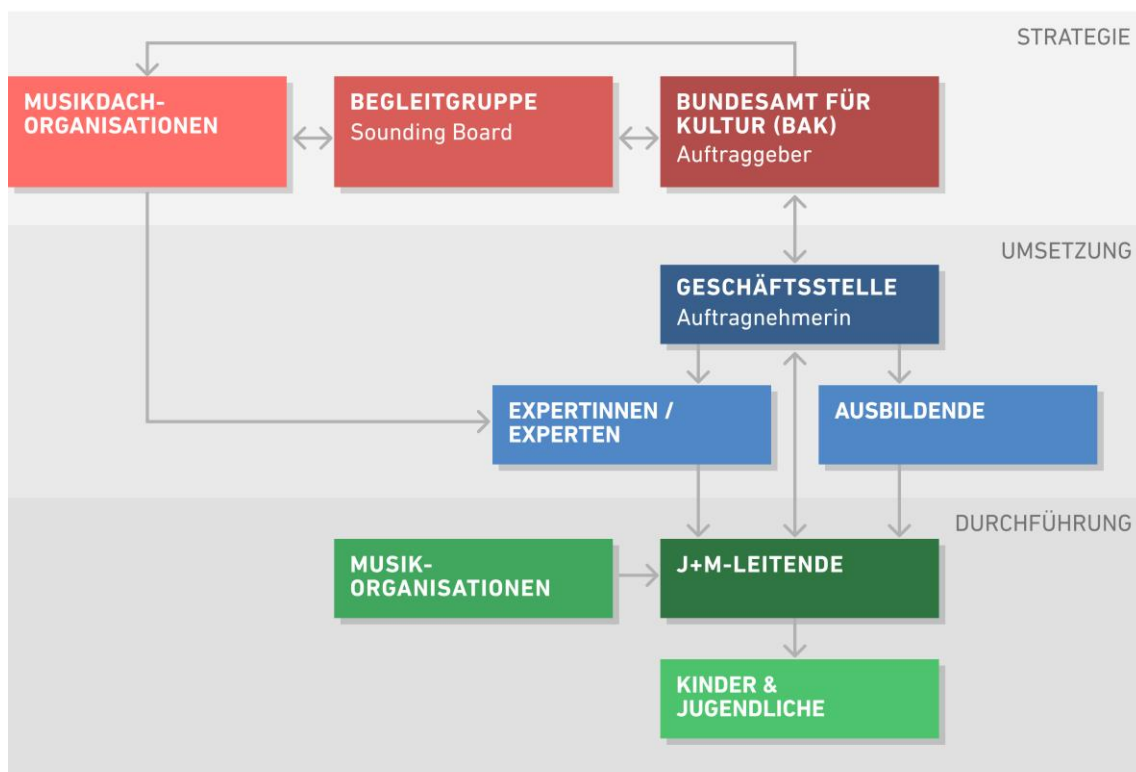 STRATEGIE
MUSIKDACH-
ORGANISATIONEN
BEGLEITGRUPPE
Sounding Board
BUNDESAMT FÜR
KULTUR (BAK)
Auftraggeber
UMSETZUNG
GESCHÄFTSSTELLE
Auftragnehmerin
EXPERTINNEN /
EXPERTEN
AUSBILDENDE
DURCHFÜHRUNG
MUSIK-
ORGANISATIONEN
J+M-LEITENDE
KINDER &
JUGENDLICHE